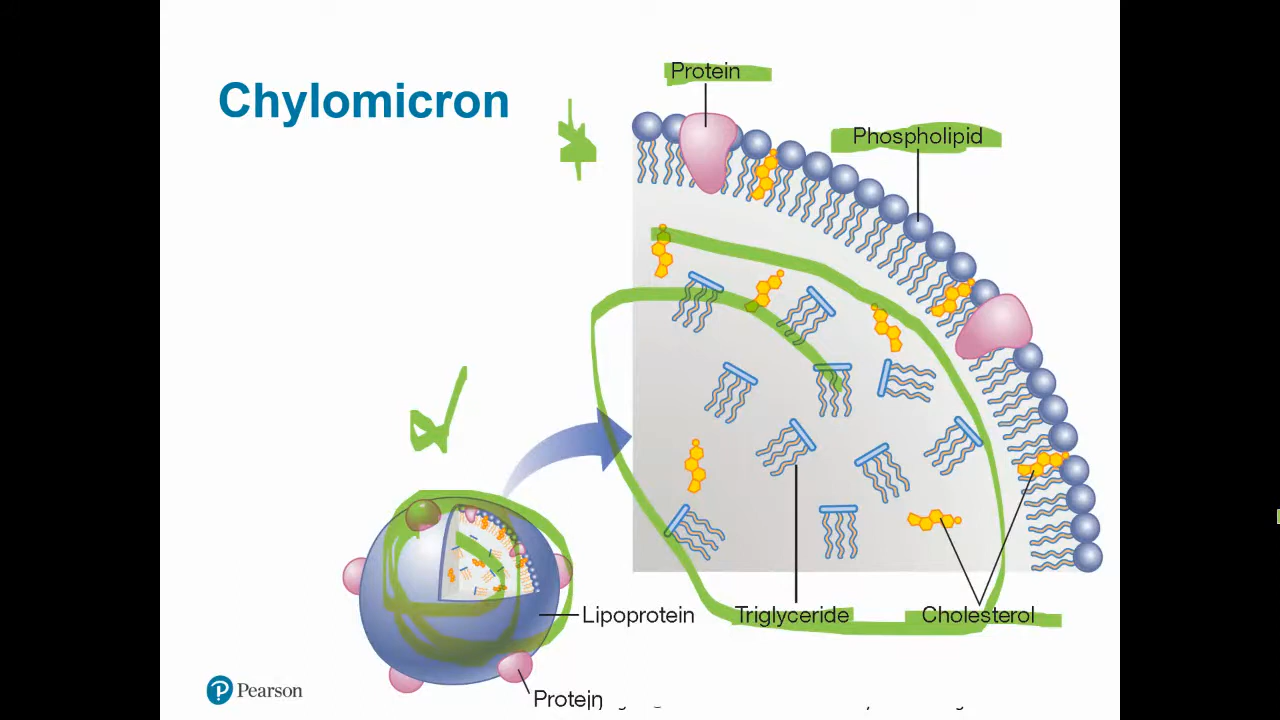 Chylomicron
Protein
Phospholipid
Lipoprotein
Triglyceride
Cholesterol
Protein
Pearson